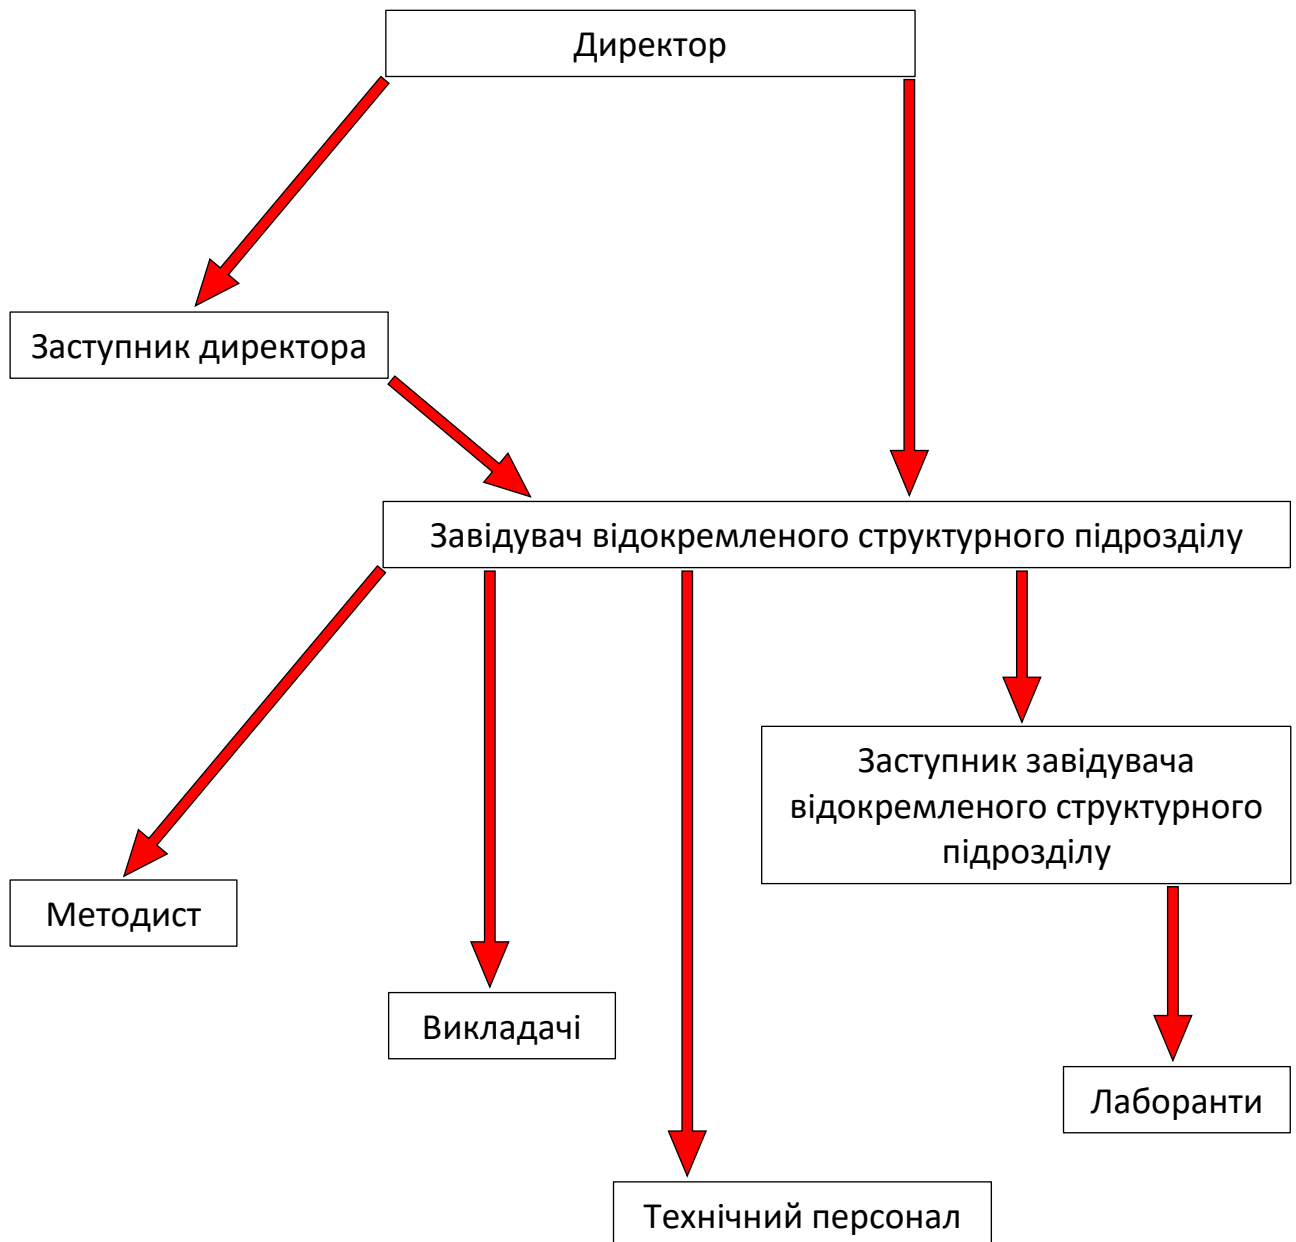 Директор
Заступник директора
Завідувач відокремленого структурного підрозділу
Заступник завідувача
відокремленого структурного
підрозділу
Методист
Викладачі
Лаборанти
Технічний персонал